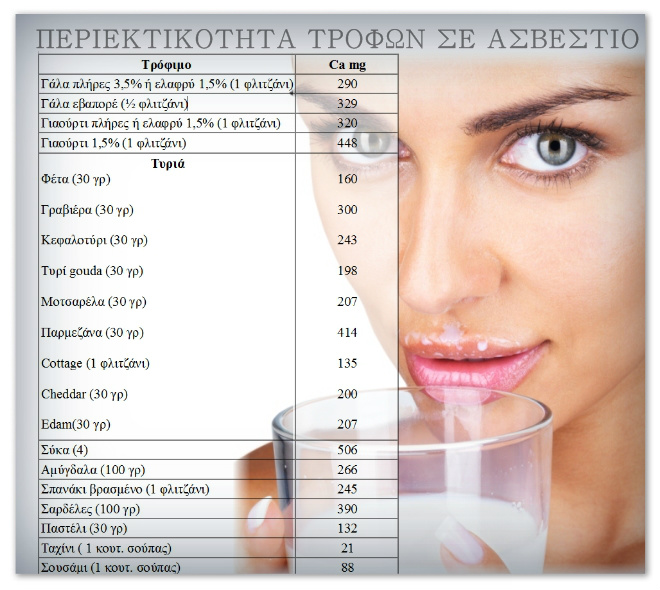 ΠΕΡΙΕΚΤΙΚΟΤΗΤΑ ΤΡΟΦΩΝ ΣΕ ΑΣΒΕΣΤΙΟ
Τρόφιμο Ca mg
Γάλα πλήρες 3,5% ή ελαφρύ 1,5% (1 φλιτζάνι) 290
Γάλα εβαπορέ (½ φλιτζάνι) 329
Γιαούρτι πλήρες ή ελαφρύ 1,5% (1 φλιτζάνι) 320
Γιαούρτι 1,5% (1 φλιτζάνι) 448
Τυριά
Φέτα (30 γρ) 160
Γραβιέρα (30 γρ) 300
Κεφαλοτύρι (30 γρ) 243
Τυρί gouda (30 γρ) 198
Μοτσαρέλα (30 γρ) 207
Παρμεζάνα (30 γρ) 414
Cottage (1 φλιτζάνι) 135
Cheddar (30 γρ) 200
Edam(30 γρ) 207
Σύκα (4) 506
Αμύγδαλα (100 γρ) 266
Σπανάκι βρασμένο (1 φλιτζάνι) 245
Σαρδέλες (100 γρ) 390
Παστέλι (30 γρ) 132
Ταχίνι ( 1 κουτ. σούπας) 21
Σουσάμι (1 κουτ. σούπας) 88